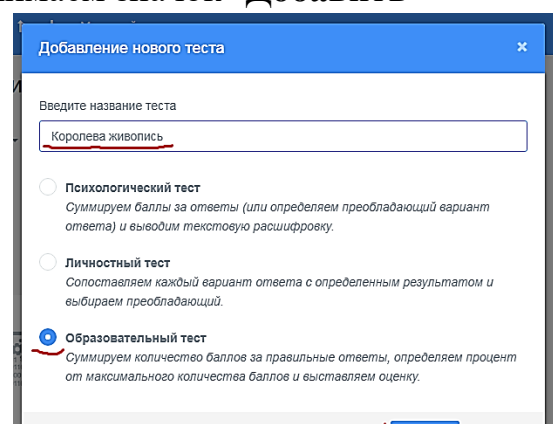 Добавление нового теста ×
Введите название теста
Королева живопись
Психологический тест
Суммируем баллы за ответы (или определяем преобладающий вариант
ответа) и выводим текстовую расшифровку.
Личностный тест
Сопоставляем каждый вариант ответа с определенным результатом и
выбираем преобладающий.
Образовательный тест
Суммируем количество баллов за правильные ответы, определяем процент
от максимального количества баллов и выставляем оценку.